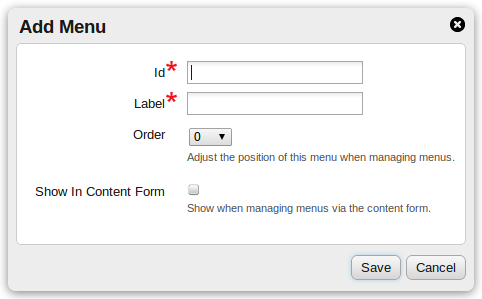 Add Menu
Id*
Label*
Order 0
Adjust the position of this menu when managing menus.
Show In Content Form
Show when managing menus via the content form.
Save Cancel